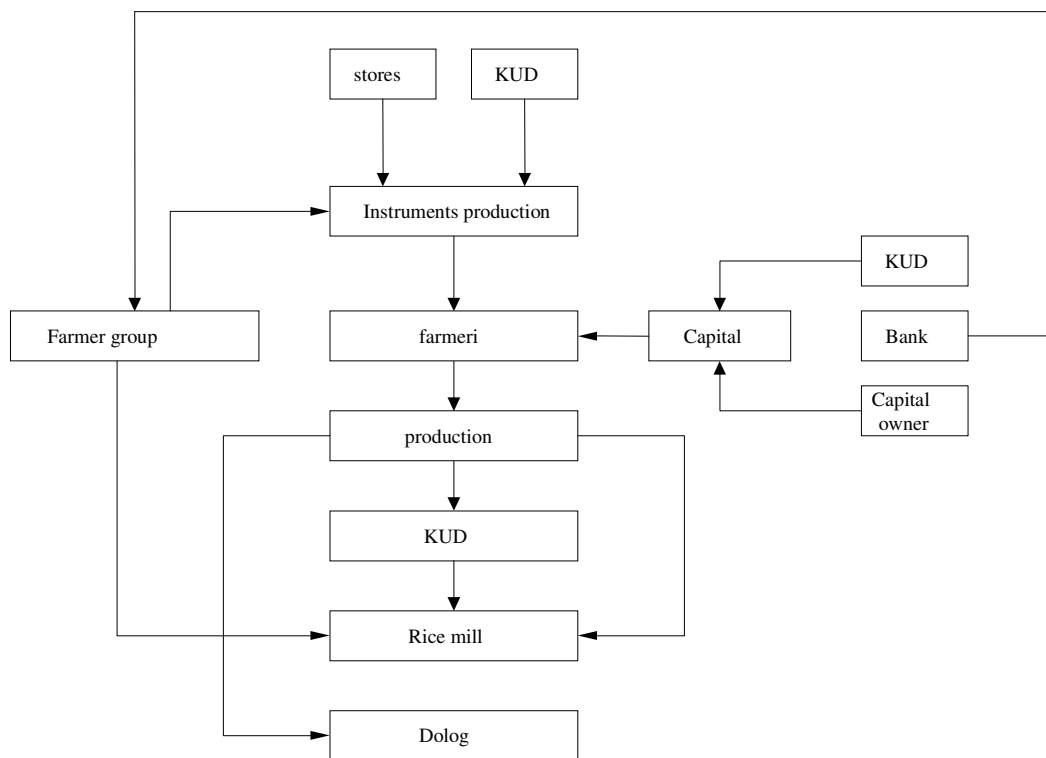 stores
KUD
Instruments production
KUD
Farmer group
farmeri
Capital
Bank
Capital
owner
production
KUD
Rice mill
Dolog